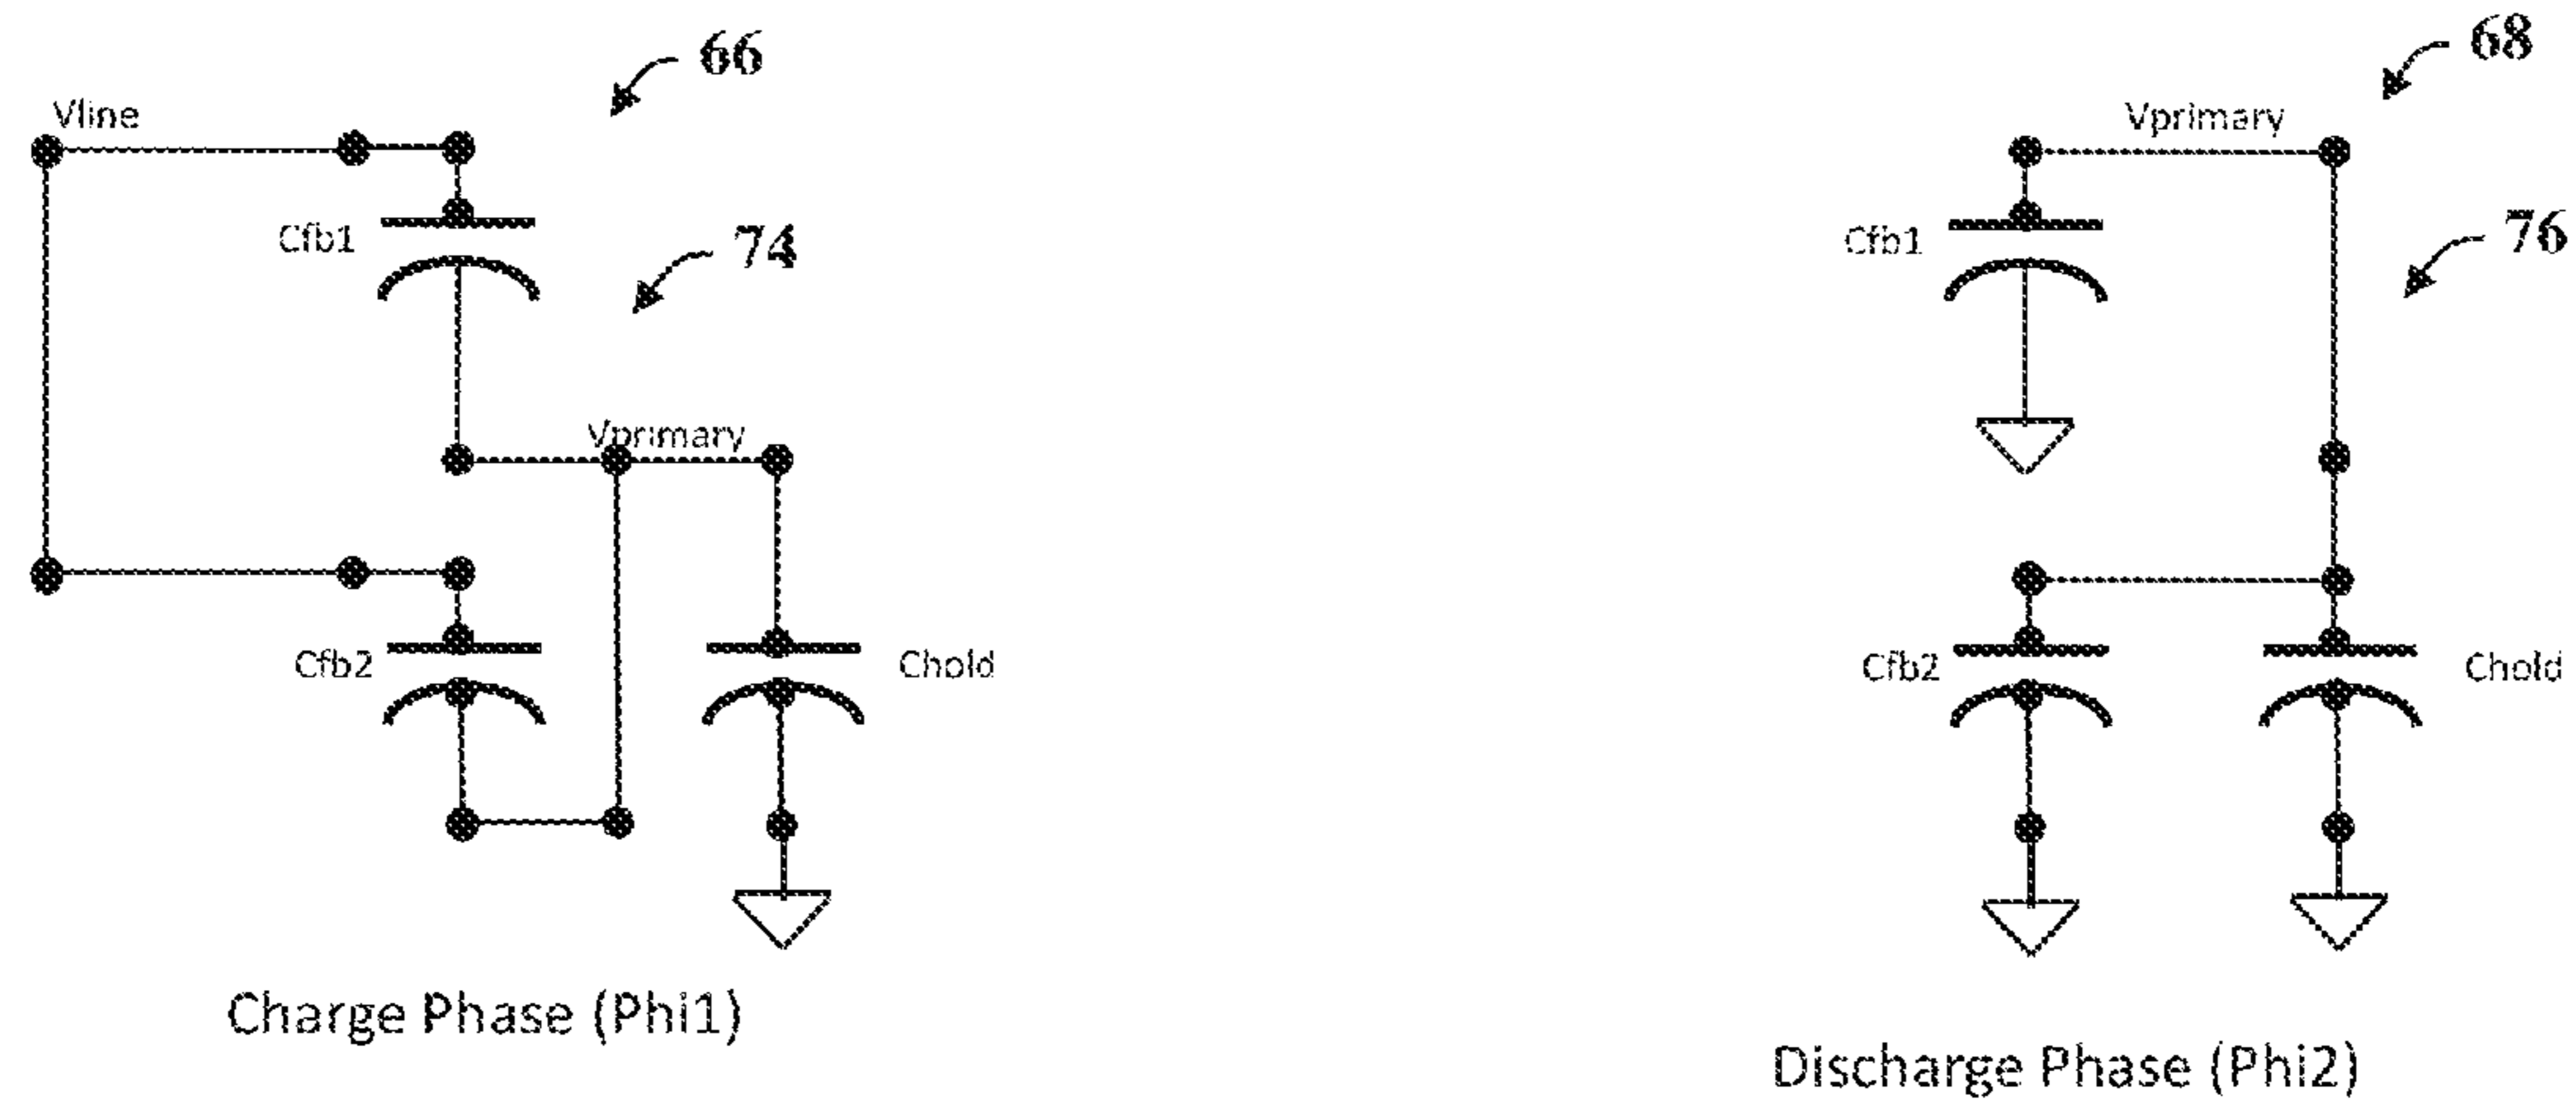 66
Vline
Cfb1
74
Vprimary
Cfb2
Chold
Charge Phase (Phi1)
68
Vprimary
Cfb1
76
Cfb2
Chold
Discharge Phase (Phi2)